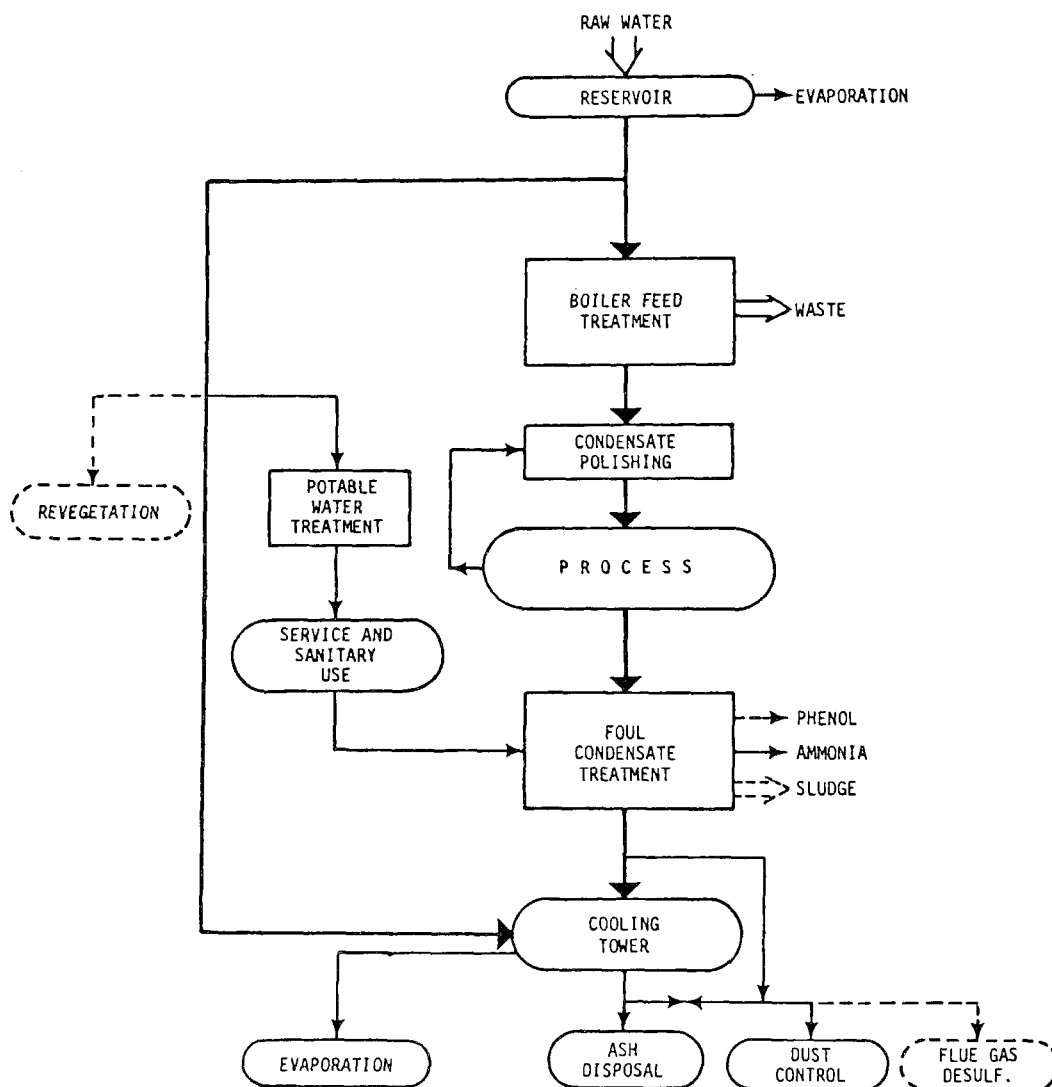 RAW WATER
RESERVOIR
EVAPORATION
BOILER FEED
TREATMENT
WASTE
CONDENSATE
POLISHING
REVEGETATION
POTABLE
WATER
TREATMENT
PROCESS
SERVICE AND
SANITARY
USE
FOUL
CONDENSATE
TREATMENT
PHENOL
AMMONIA
SLUDGE
COOLING
TOWER
EVAPORATION
ASH
DISPOSAL
DUST
CONTROL
FLUE GAS
DESULF.